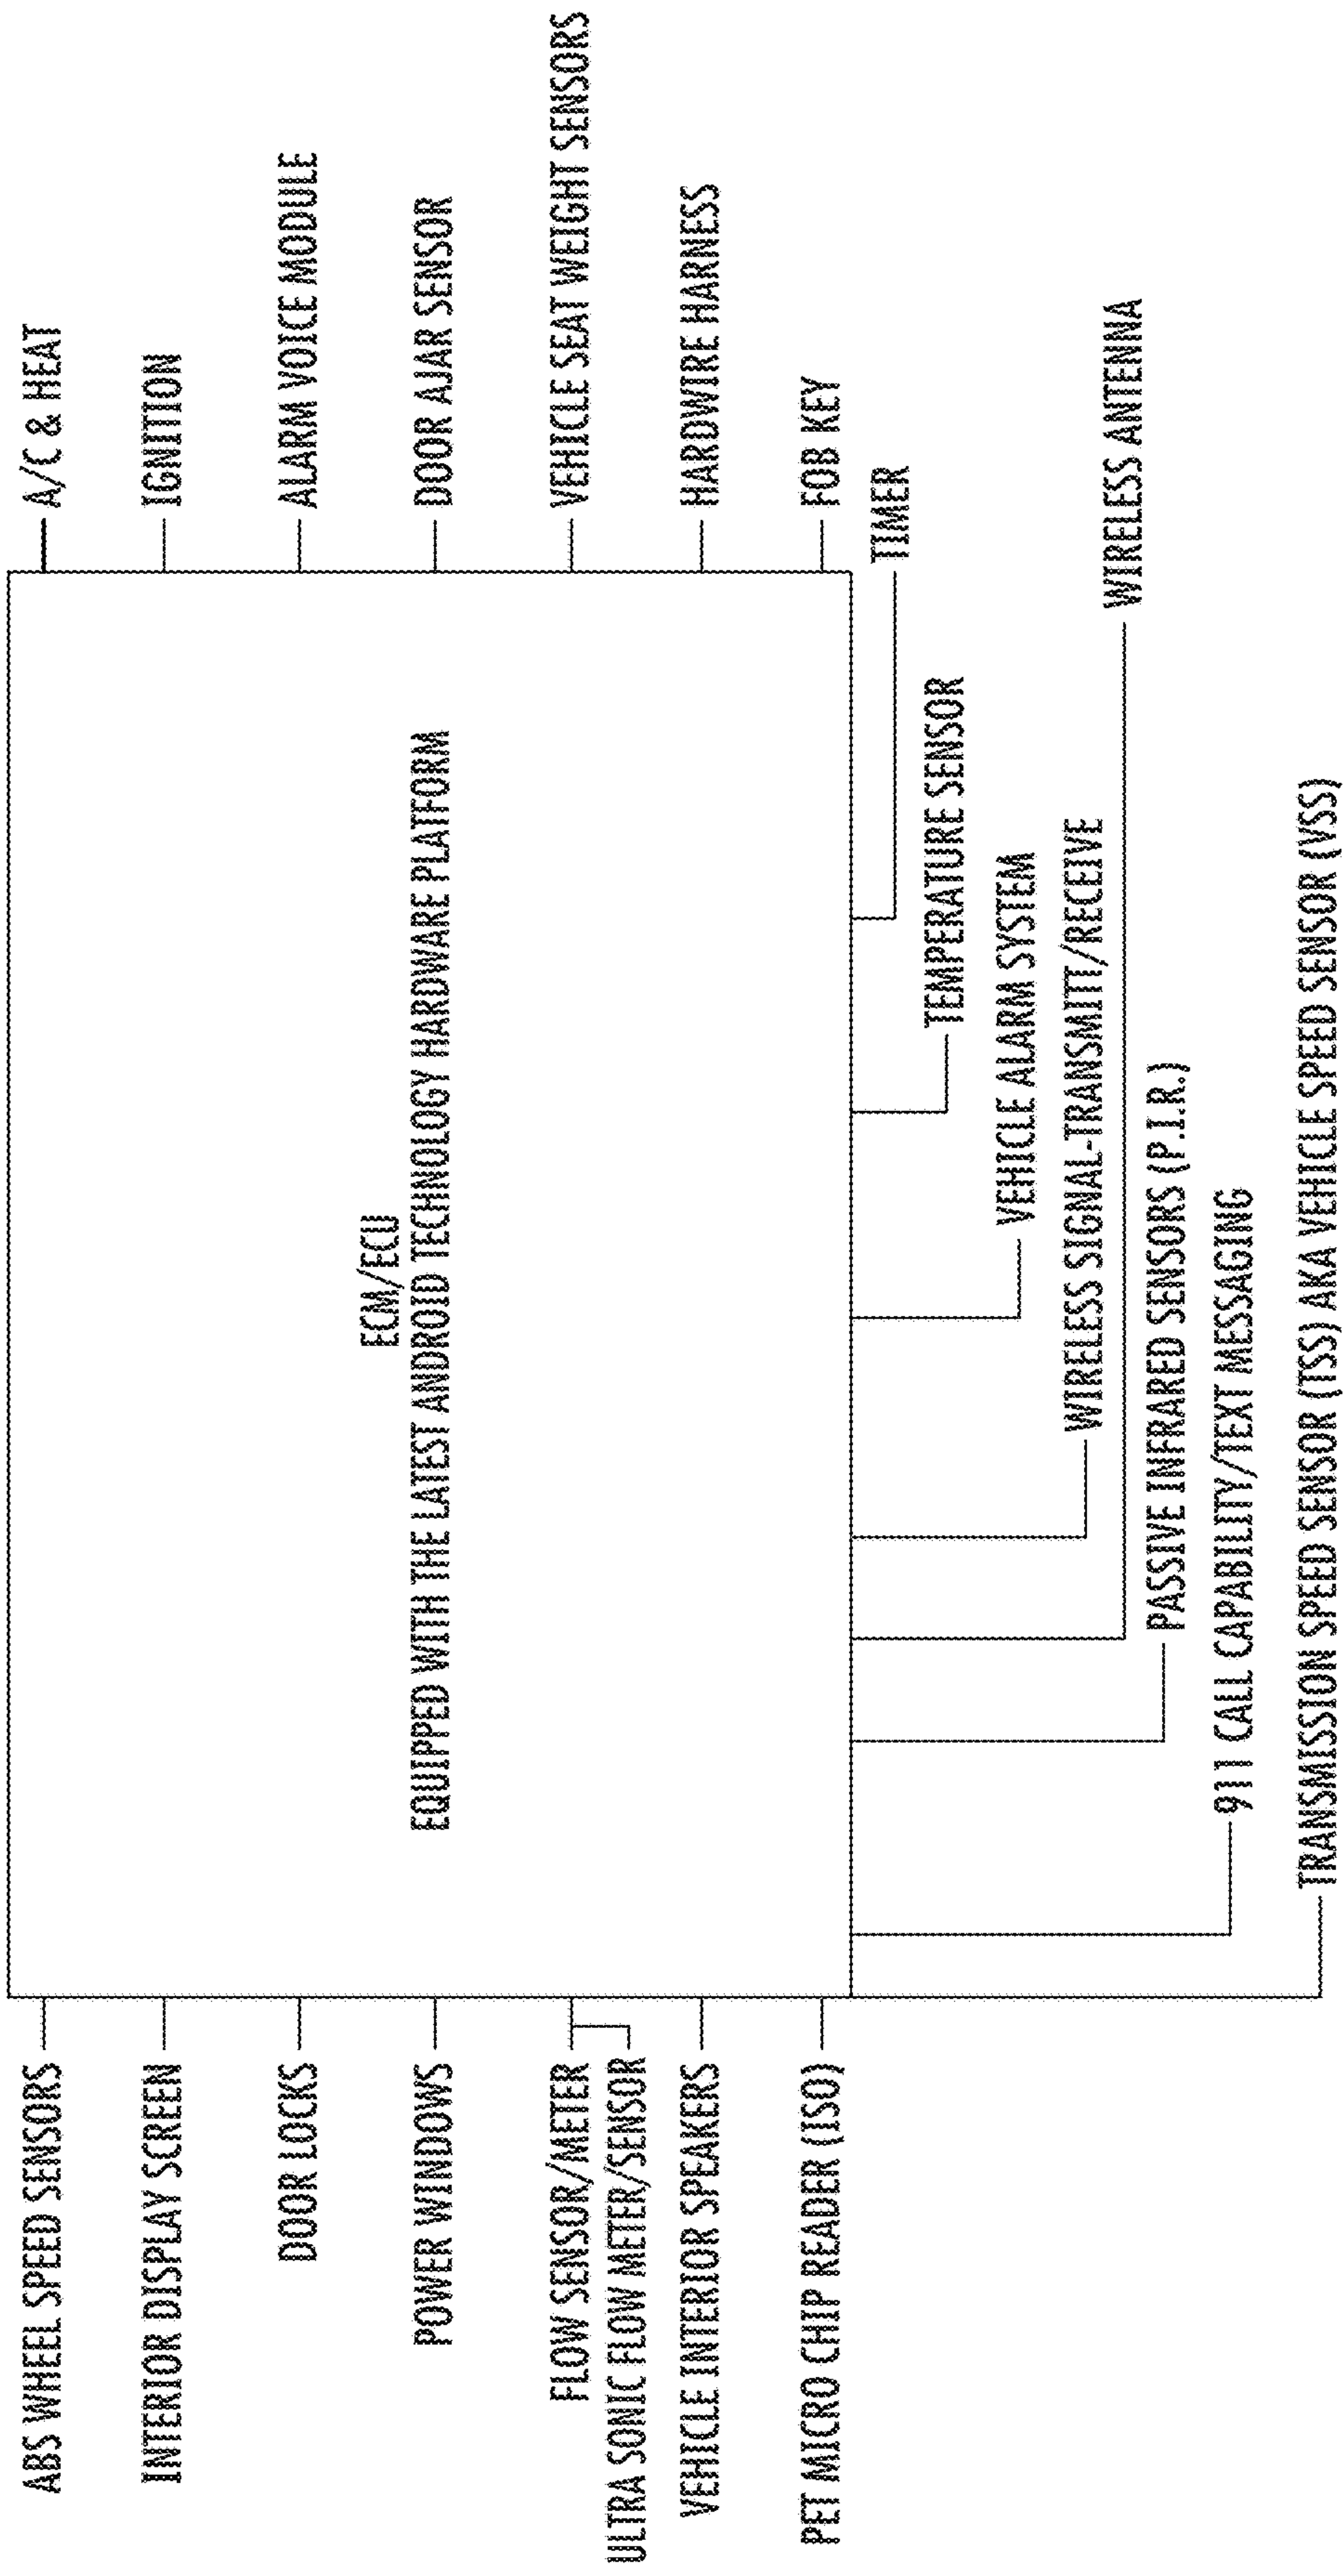 ABS WHEEL SPEED SENSORS
INTERIOR DISPLAY SCREEN
DOOR LOCKS
POWER WINDOWS
FLOW SENSOR/METER
ULTRA SONIC FLOW METER/SENSOR
VEHICLE INTERIOR SPEAKERS
PET MICRO CHIP READER (ISO)
ECM/ECU
EQUIPPED WITH THE LATEST ANDROID TECHNOLOGY HARDWARE PLATFORM
A/C & HEAT
IGNITION
ALARM VOICE MODULE
DOOR AJAR SENSOR
VEHICLE SEAT WEIGHT SENSORS
HARDWIRE HARNESS
FOB KEY
TIMER
TEMPERATURE SENSOR
VEHICLE ALARM SYSTEM
WIRELESS SIGNAL-TRANSMITT/RECEIVE
WIRELESS ANTENNA
PASSIVE INFRARED SENSORS (P.I.R.)
911 CALL CAPABILITY/TEXT MESSAGING
TRANSMISSION SPEED SENSOR (TSS) AKA VEHICLE SPEED SENSOR (VSS)